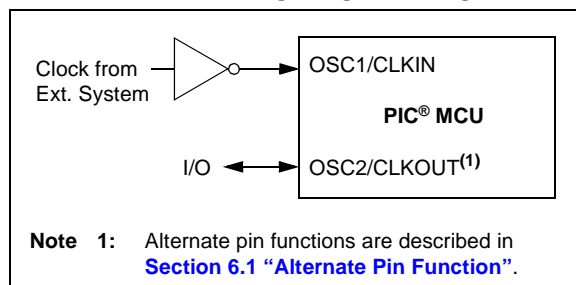 Clock from
Ext. System
OSC1/CLKIN
PIC® MCU
I/O
OSC2/CLKOUT(1)
Note 1: Alternate pin functions are described in
Section 6.1 “Alternate Pin Function”.